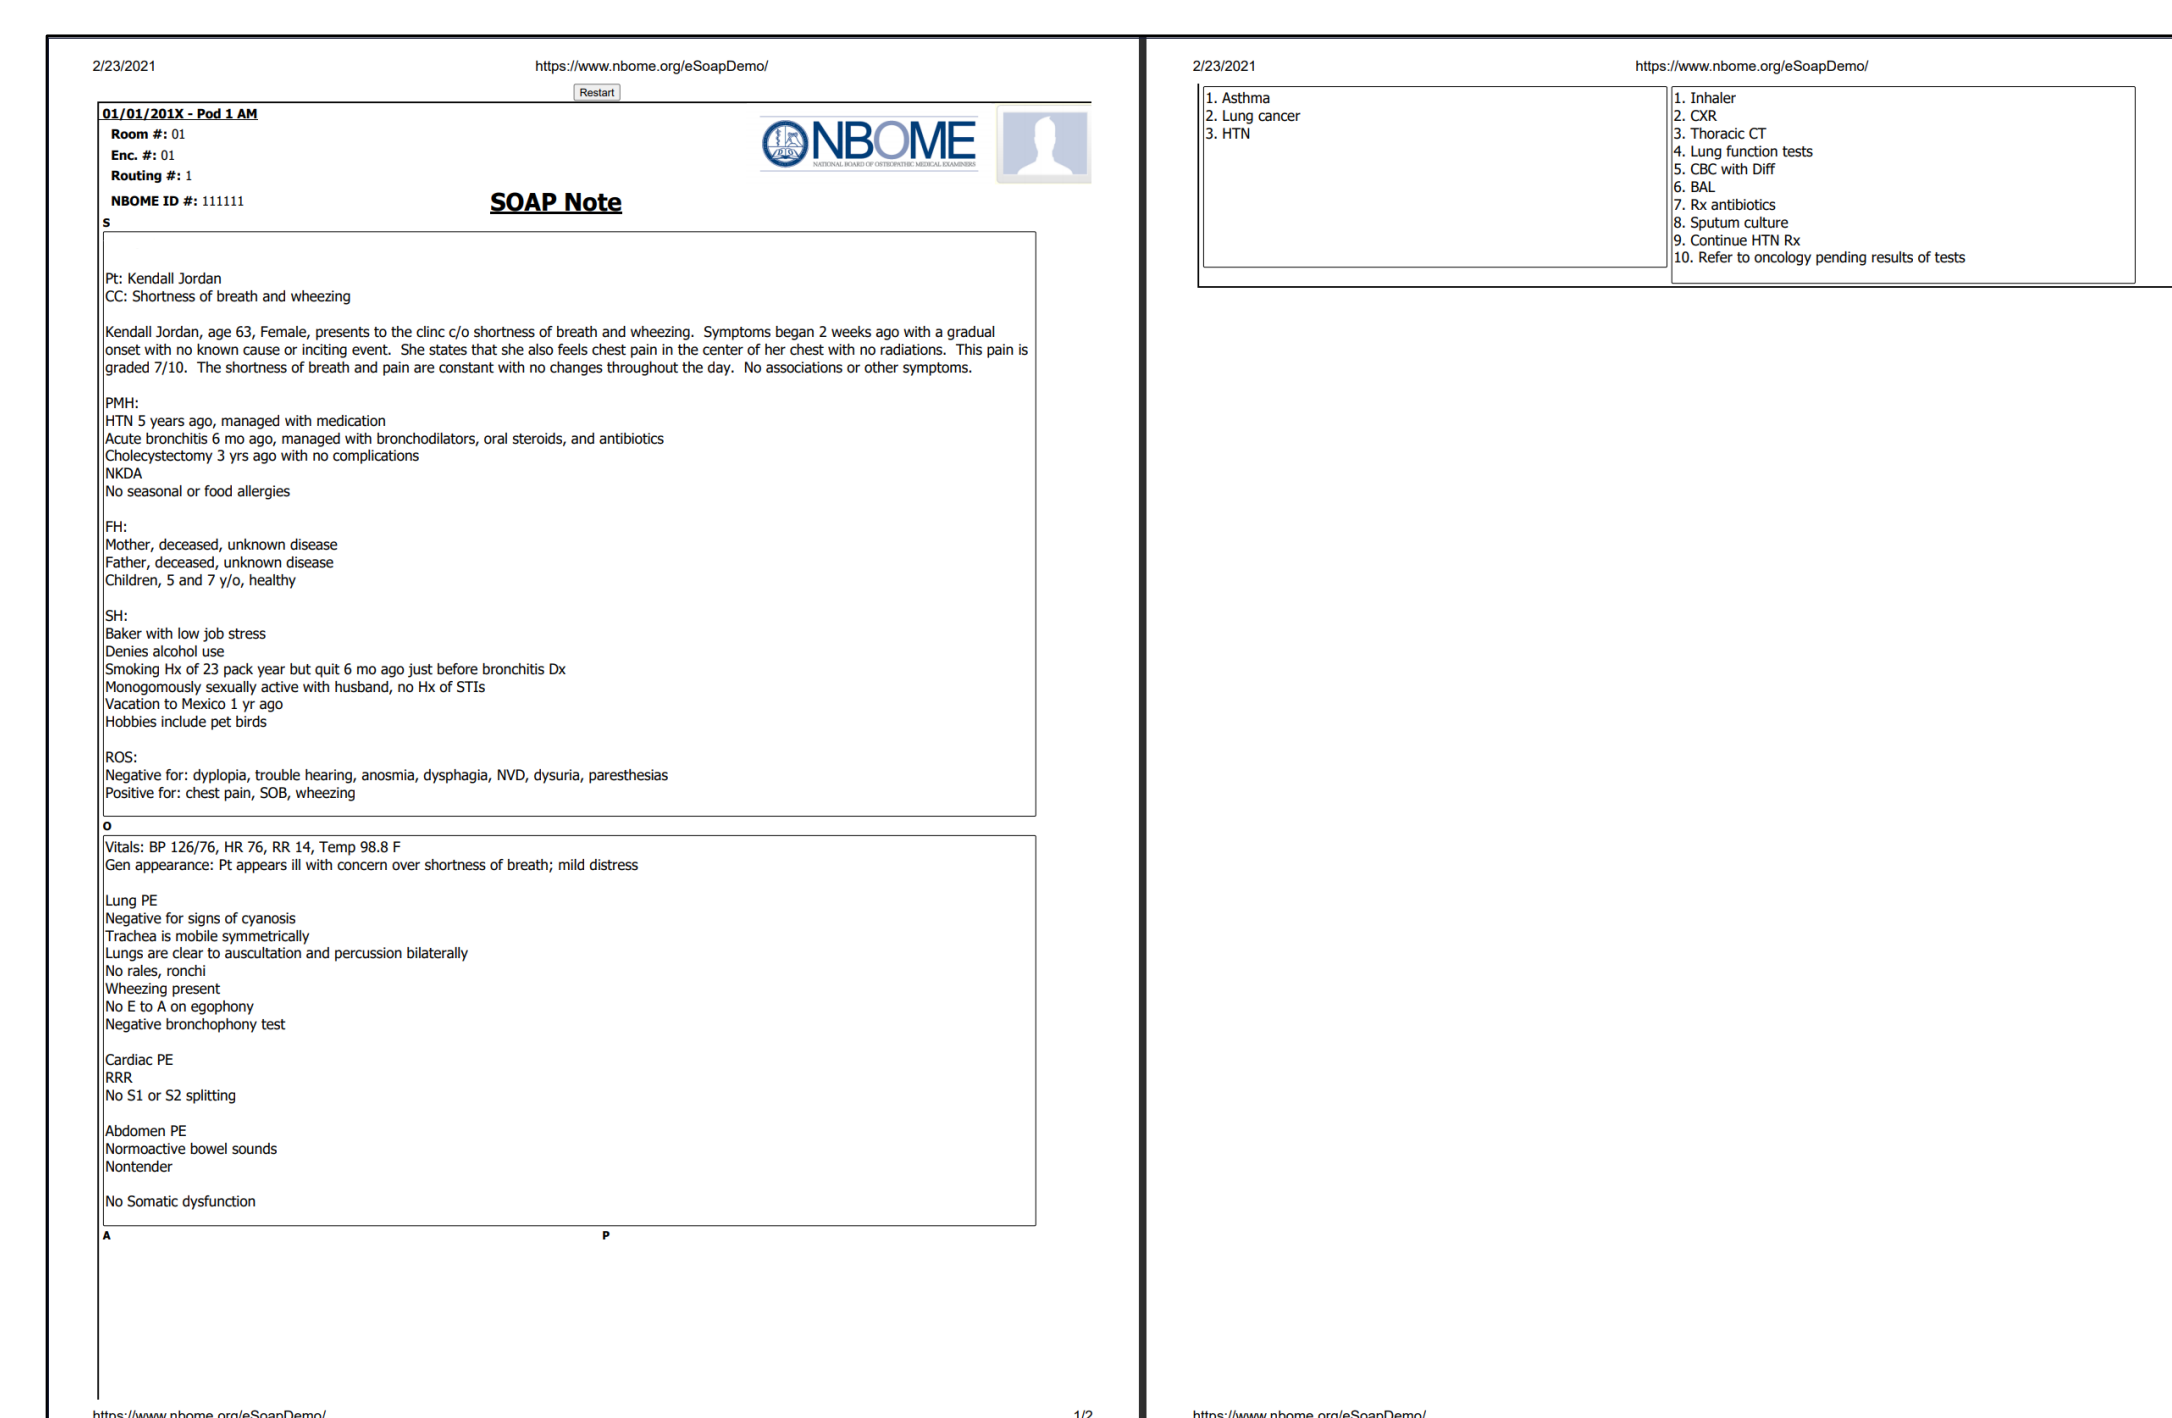 2/23/2021
https://www.nbome.org/eSoapDemo/
Restart
01/01/201X - Pod 1 AM
Room #: 01
Enc. #: 01
Routing #: 1
NBOME ID #: 111111
NBOME
NATIONAL BOARD OF OSTEOPATHIC MEDICAL EXAMINERS
SOAP Note
S
Pt: Kendall Jordan
CC: Shortness of breath and wheezing
Kendall Jordan, age 63, Female, presents to the clinc c/o shortness of breath and wheezing.  Symptoms began 2 weeks ago with a gradual
onset with no known cause or inciting event.  She states that she also feels chest pain in the center of her chest with no radiations.  This pain is
graded 7/10.  The shortness of breath and pain are constant with no changes throughout the day.  No associations or other symptoms.
PMH:
HTN 5 years ago, managed with medication
Acute bronchitis 6 mo ago, managed with bronchodilators, oral steroids, and antibiotics
Cholecystectomy 3 yrs ago with no complications
NKDA
No seasonal or food allergies
FH:
Mother, deceased, unknown disease
Father, deceased, unknown disease
Children, 5 and 7 y/o, healthy
SH:
Baker with low job stress
Denies alcohol use
Smoking Hx of 23 pack year but quit 6 mo ago just before bronchitis Dx
Monogomously sexually active with husband, no Hx of STIs
Vacation to Mexico 1 yr ago
Hobbies include pet birds
ROS:
Negative for: dyplopia, trouble hearing, anosmia, dysphagia, NVD, dysuria, paresthesias
Positive for: chest pain, SOB, wheezing
O
Vitals: BP 126/76, HR 76, RR 14, Temp 98.8 F
Gen appearance: Pt appears ill with concern over shortness of breath; mild distress
Lung PE
Negative for signs of cyanosis
Trachea is mobile symmetrically
Lungs are clear to auscultation and percussion bilaterally
No rales, ronchi
Wheezing present
No E to A on egophony
Negative bronchophony test
Cardiac PE
RRR
No S1 or S2 splitting
Abdomen PE
Normoactive bowel sounds
Nontender
No Somatic dysfunction
A
P
https://www.nbome.org/eSoapDemo/
1/2
2/23/2021
https://www.nbome.org/eSoapDemo/
1. Asthma
2. Lung cancer
3. HTN
1. Inhaler
2. CXR
3. Thoracic CT
4. Lung function tests
5. CBC with Diff
6. BAL
7. Rx antibiotics
8. Sputum culture
9. Continue HTN Rx
10. Refer to oncology pending results of tests
https://www.nbome.org/eSoapDemo/